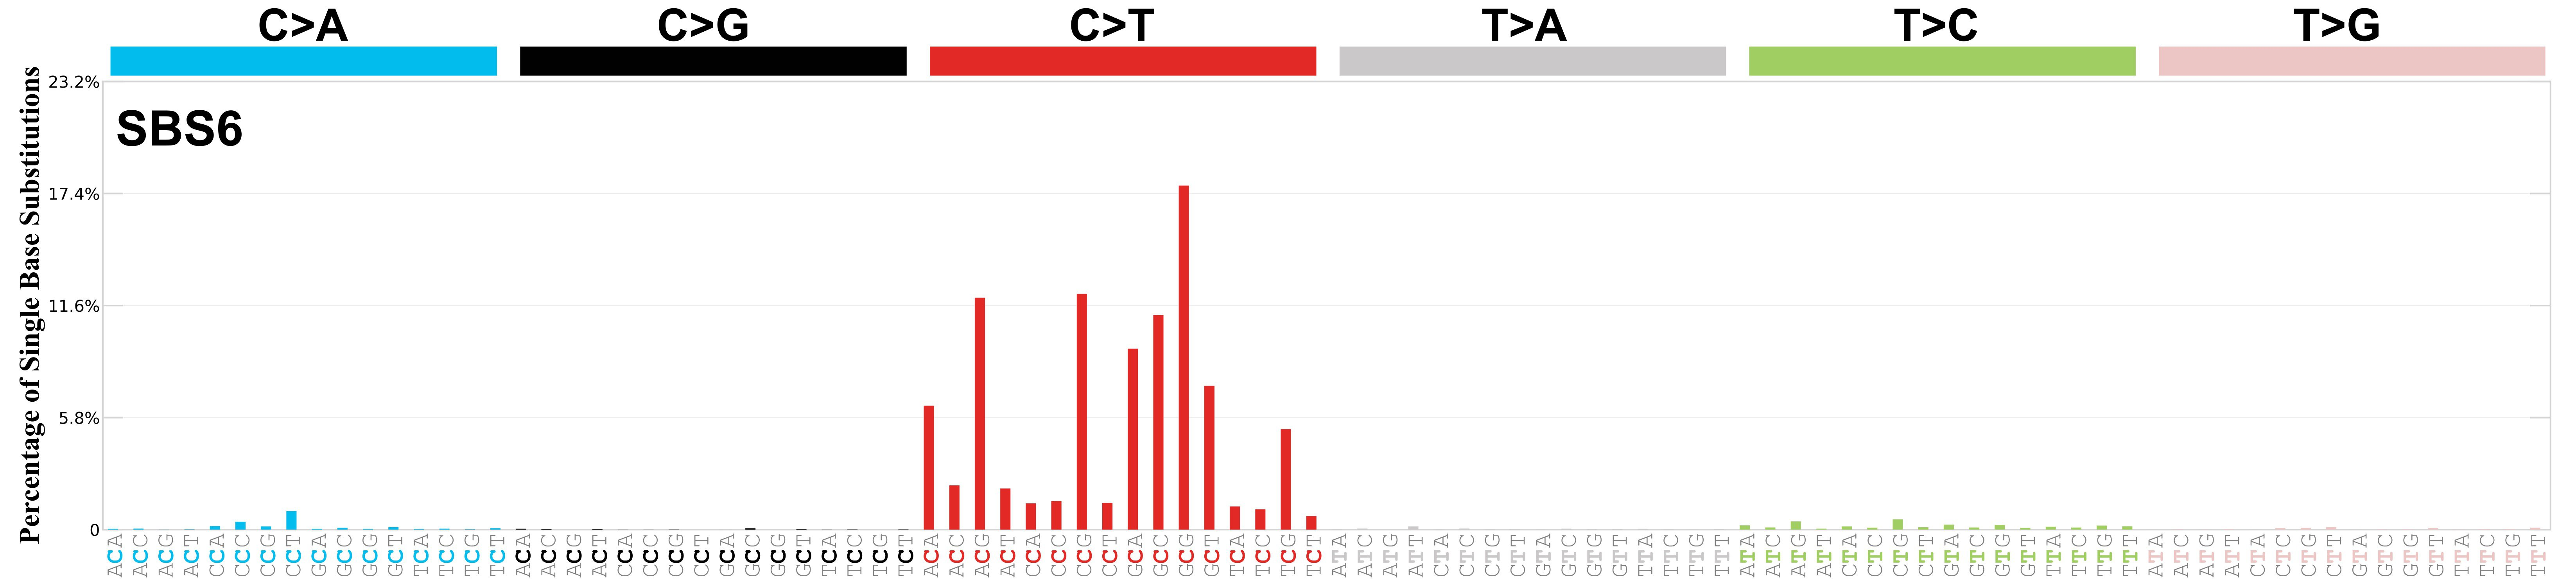 C>A C>G C>T T>A T>C T>G
Percentage of Single Base Substitutions
23.2%
SBS6
17.4%
11.6%
5.8%
0
ACA ACC ACG ACT CCA CCC CCG CCT GCA GCC GCG GCT TCA TCC TCG TCT ACA ACC ACG ACT CCA CCC CCG CCT GCA GCC GCG GCT TCA TCC TCG TCT ACA ACC ACG ACT CCA CCC CCG CCT GCA GCC GCG GCT TCA TCC TCG TCT ATA ATC ATG ATT CTA CTC CTG CTT GTA GTC GTG GTT TTA TTC TTG TTT ATA ATC ATG ATT CTA CTC CTG CTT GTA GTC GTG GTT TTA TTC TTG TTT ATA ATC ATG ATT CTA CTC CTG CTT GTA GTC GTG GTT TTA TTC TTG TTT